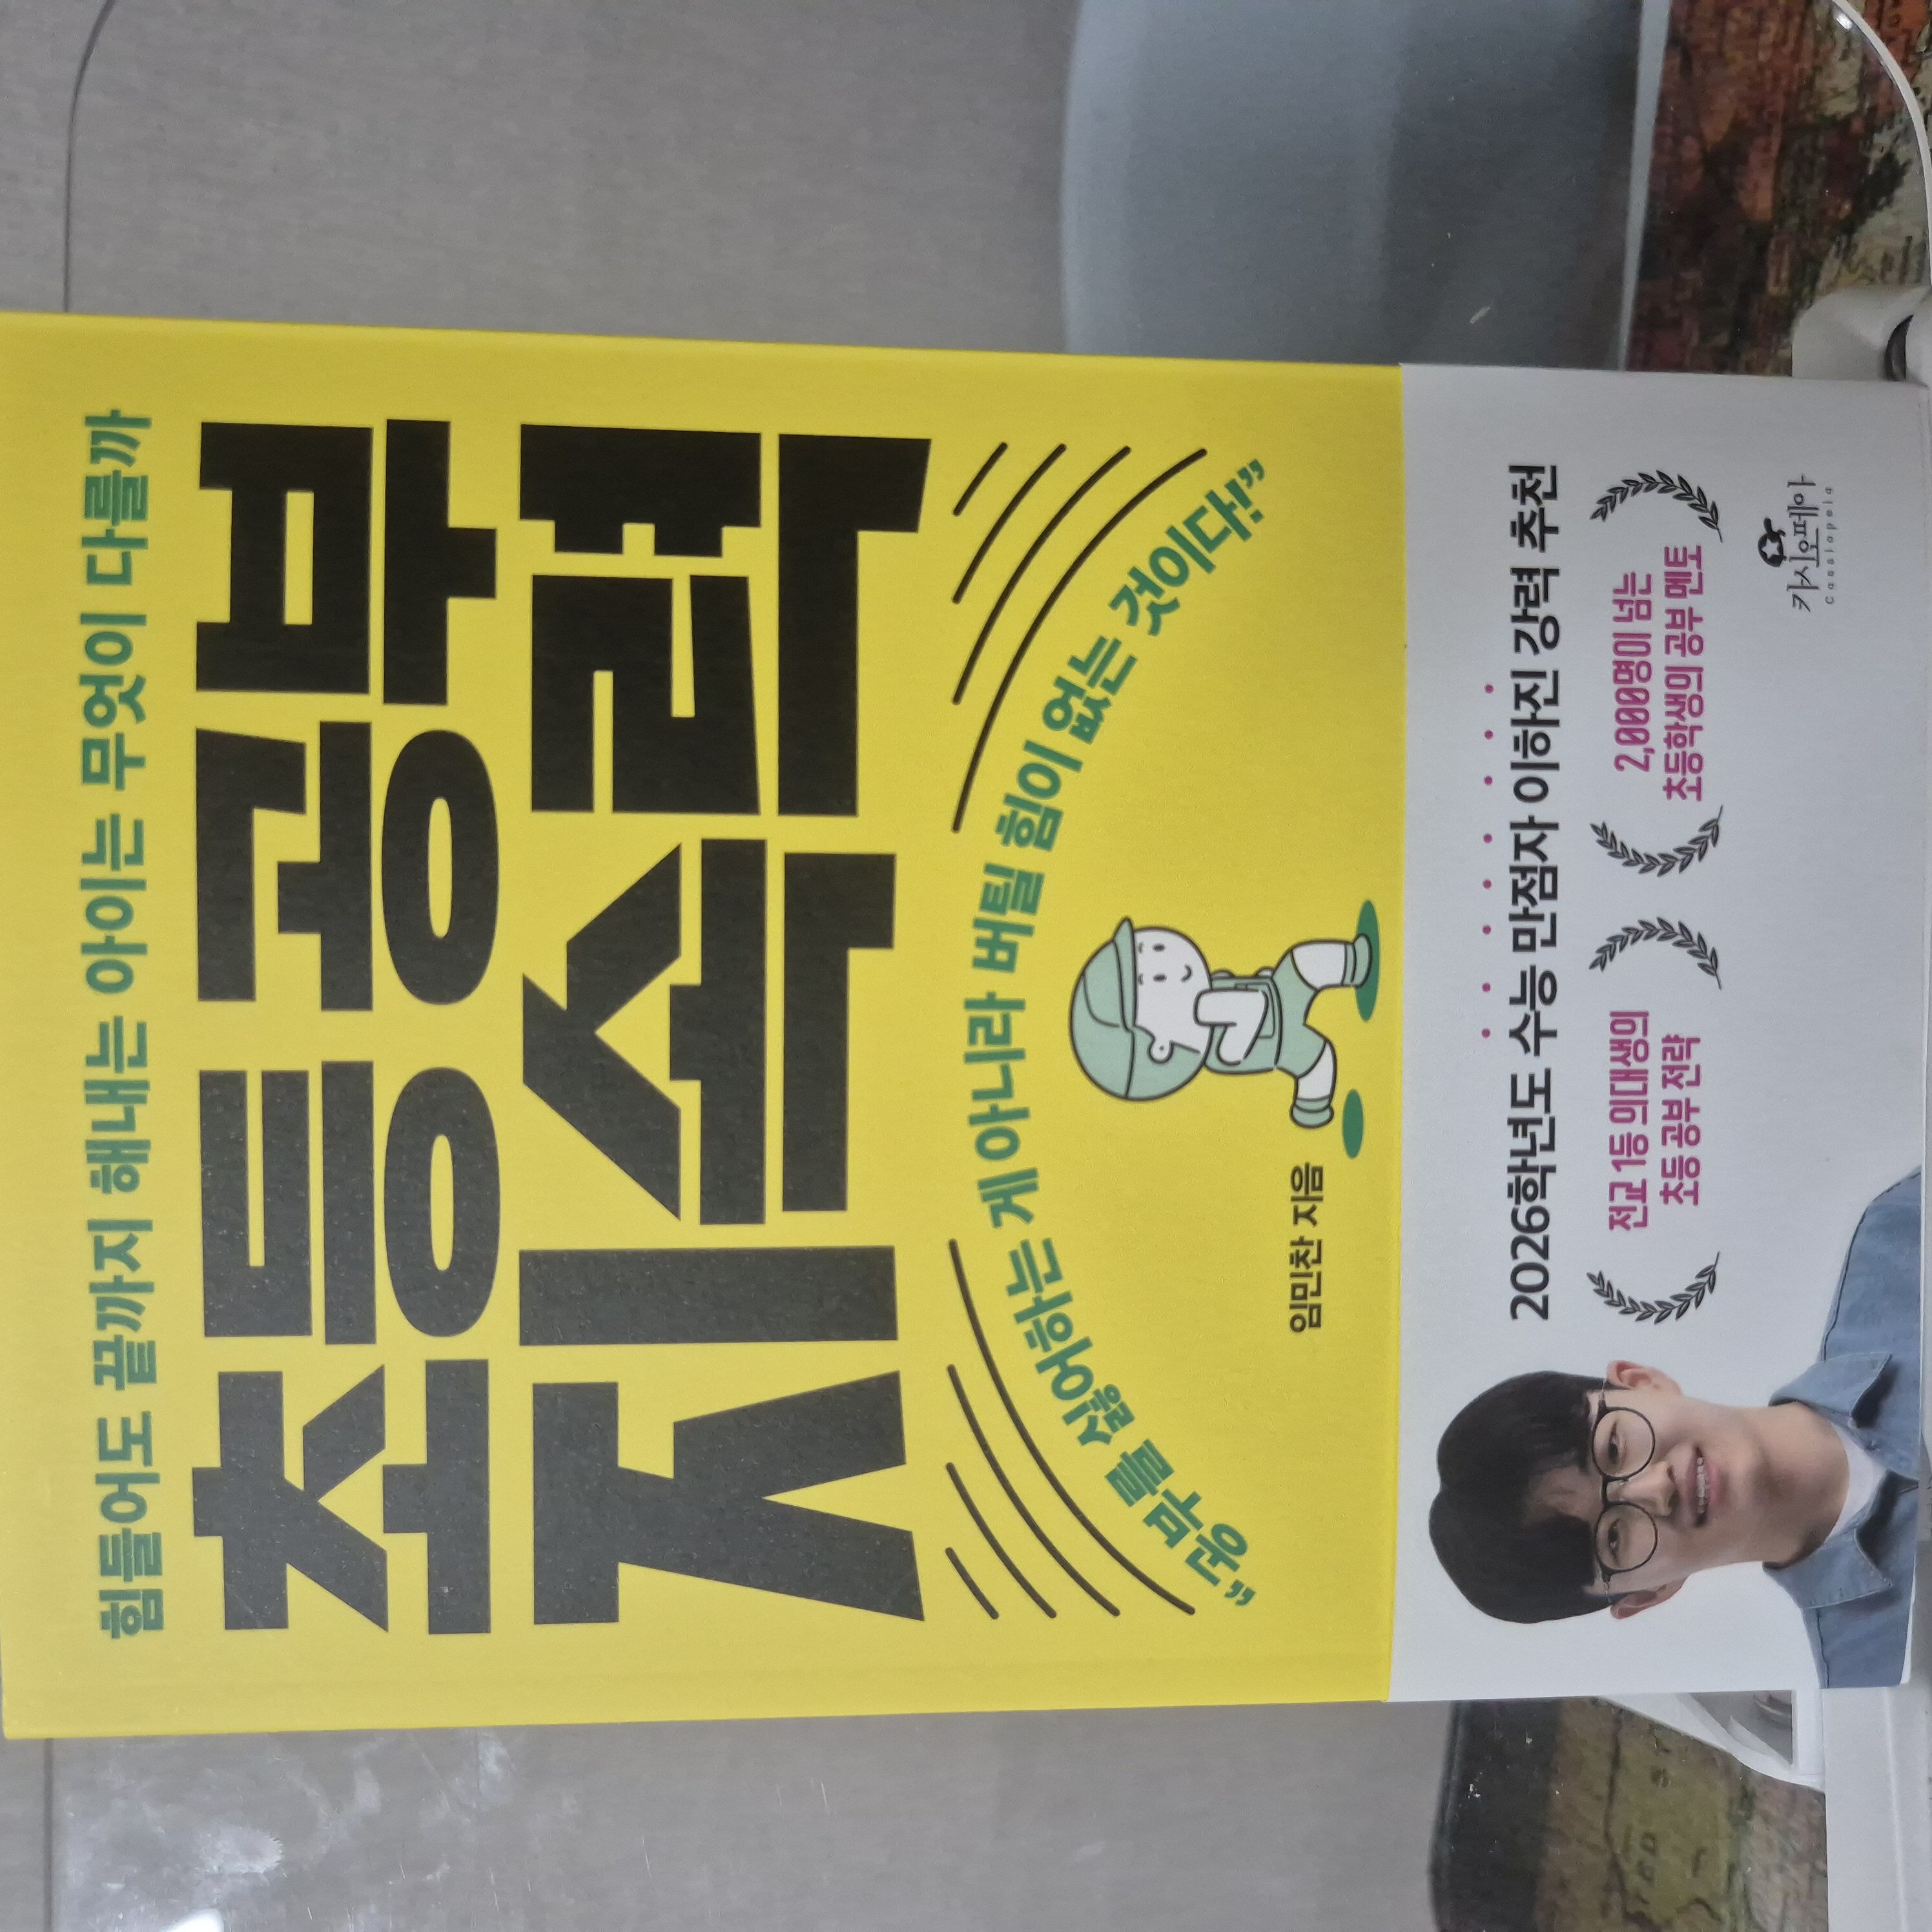 힘들어도 끝까지 해내는 아이는 무엇이 다를까
초등공부
기초체력
“공부를 싫어하는 게 아니라 버틸 힘이 없는 것이다!”
임민찬 지음
2026학년도 수능 만점자 이하진 강력 추천
전교 1등 의대생의
초등 공부 전략
2,000명이 넘는
초등학생의 공부 멘토
카시오페아
Cassiopeia